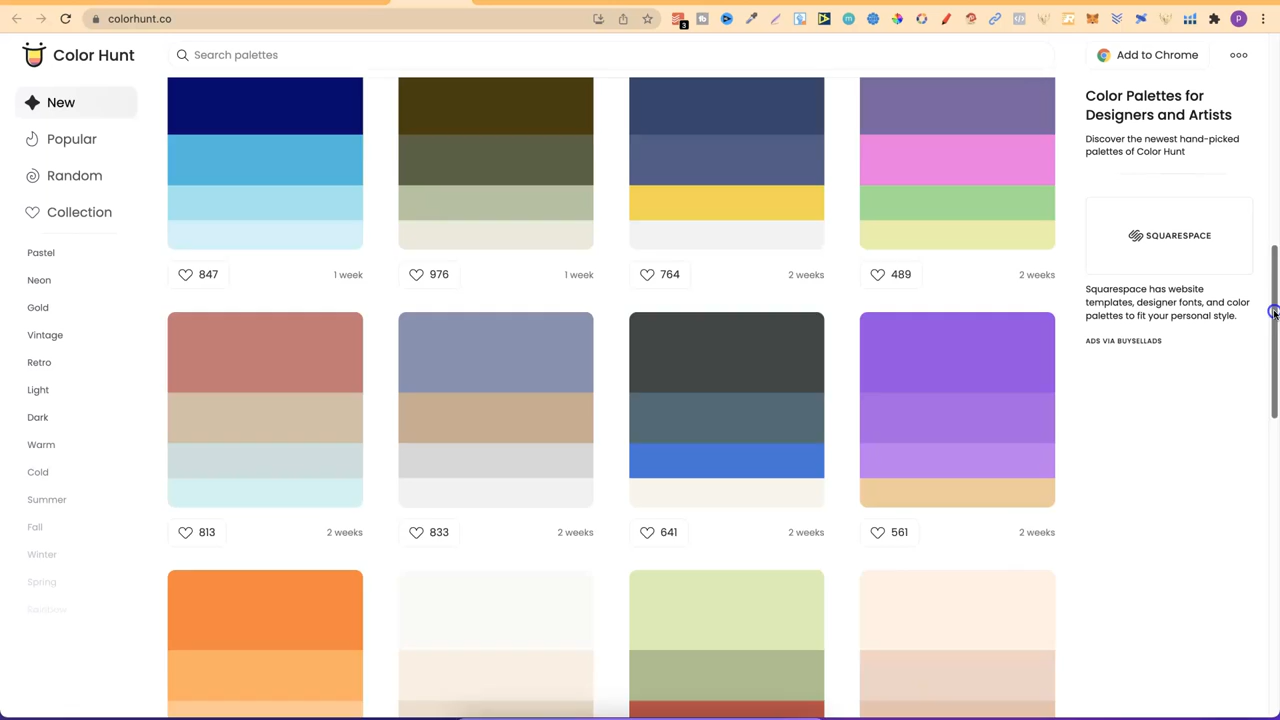 colorhunt.co
3
p
Color Hunt
Search palettes
Add to Chrome
New
Popular
Random
Collection
Pastel
Neon
Gold
Vintage
Retro
Light
Dark
Warm
Cold
Summer
Fall
Winter
Spring
Rainbow
847
1 week
976
1 week
764
2 weeks
489
2 weeks
813
2 weeks
833
2 weeks
641
2 weeks
561
2 weeks
Color Palettes for
Designers and Artists
Discover the newest hand-picked
palettes of Color Hunt
SQUARESPACE
Squarespace has website
templates, designer fonts, and color
palettes to fit your personal style.
ADS VIA BUYSELLADS